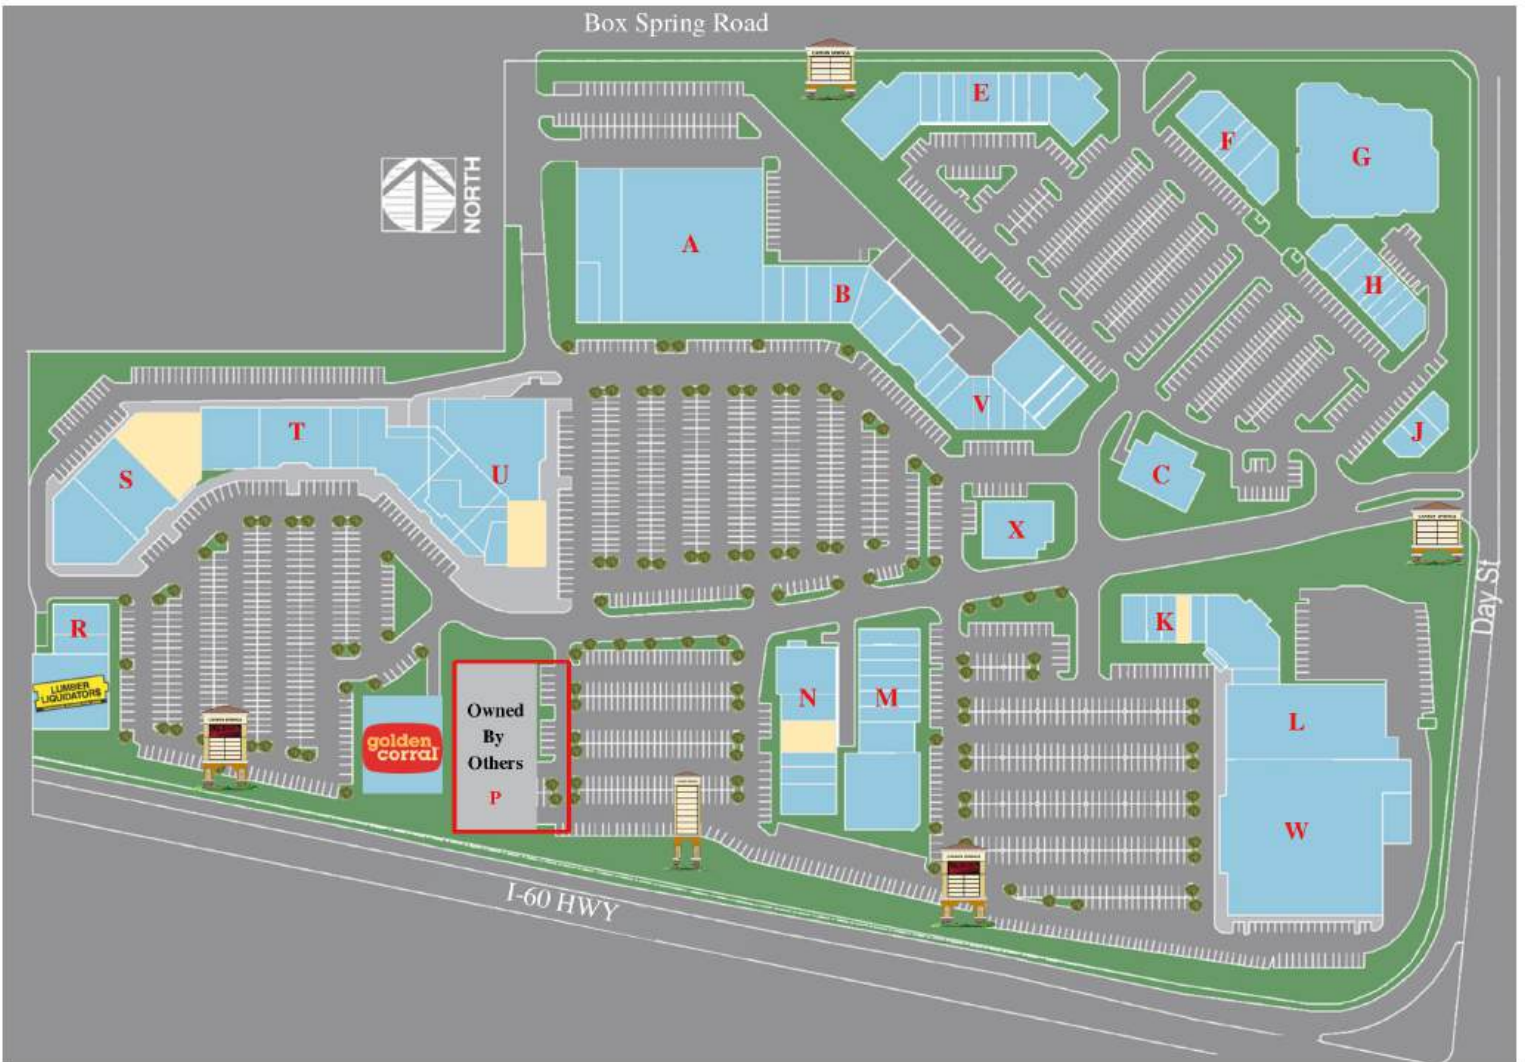 Box Spring Road
E
F
G
NORTH
A
B
H
V
J
T
S
U
C
X
Day St
R
K
LUMBER
LIQUIDATORS
N
M
L
golden
corral
Owned
By
Others
P
W
I-60 HWY